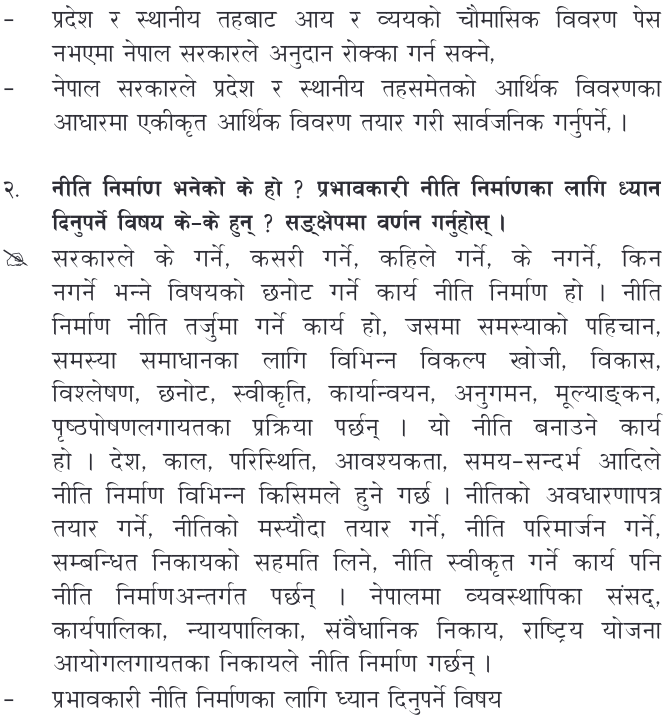 – प्रदेश र स्थानीय तहबाट आय र व्ययको चौमासिक विवरण पेस
नभएमा नेपाल सरकारले अनुदान रोक्का गर्न सक्ने,
– नेपाल सरकारले प्रदेश र स्थानीय तहसमेतको आर्थिक विवरणका
आधारमा एकीकृत आर्थिक विवरण तयार गरी सार्वजनिक गर्नुपर्ने, ।
२. नीति निर्माण भनेको के हो ? प्रभावकारी नीति निर्माणका लागि ध्यान
दिनुपर्ने विषय के-के हुन् ? सङ्क्षेपमा वर्णन गर्नुहोस् ।
सरकारले के गर्ने, कसरी गर्ने, कहिले गर्ने, के नगर्ने, किन
नगर्ने भन्ने विषयको छनोट गर्ने कार्य नीति निर्माण हो । नीति
निर्माण नीति तर्जुमा गर्ने कार्य हो, जसमा समस्याको पहिचान,
समस्या समाधानका लागि विभिन्न विकल्प खोजी, विकास,
विश्लेषण, छनोट, स्वीकृति, कार्यान्वयन, अनुगमन, मूल्याङ्कन,
पृष्ठपोषणलगायतका प्रक्रिया पर्छन् । यो नीति बनाउने कार्य
हो । देश, काल, परिस्थिति, आवश्यकता, समय-सन्दर्भ आदिले
नीति निर्माण विभिन्न किसिमले हुने गर्छ । नीतिको अवधारणापत्र
तयार गर्ने, नीतिको मस्यौदा तयार गर्ने, नीति परिमार्जन गर्ने,
सम्बन्धित निकायको सहमति लिने, नीति स्वीकृत गर्ने कार्य पनि
नीति निर्माणअन्तर्गत पर्छन् । नेपालमा व्यवस्थापिका संसद्,
कार्यपालिका, न्यायपालिका, संवैधानिक निकाय, राष्ट्रिय योजना
आयोगलगायतका निकायले नीति निर्माण गर्छन् ।
– प्रभावकारी नीति निर्माणका लागि ध्यान दिनुपर्ने विषय